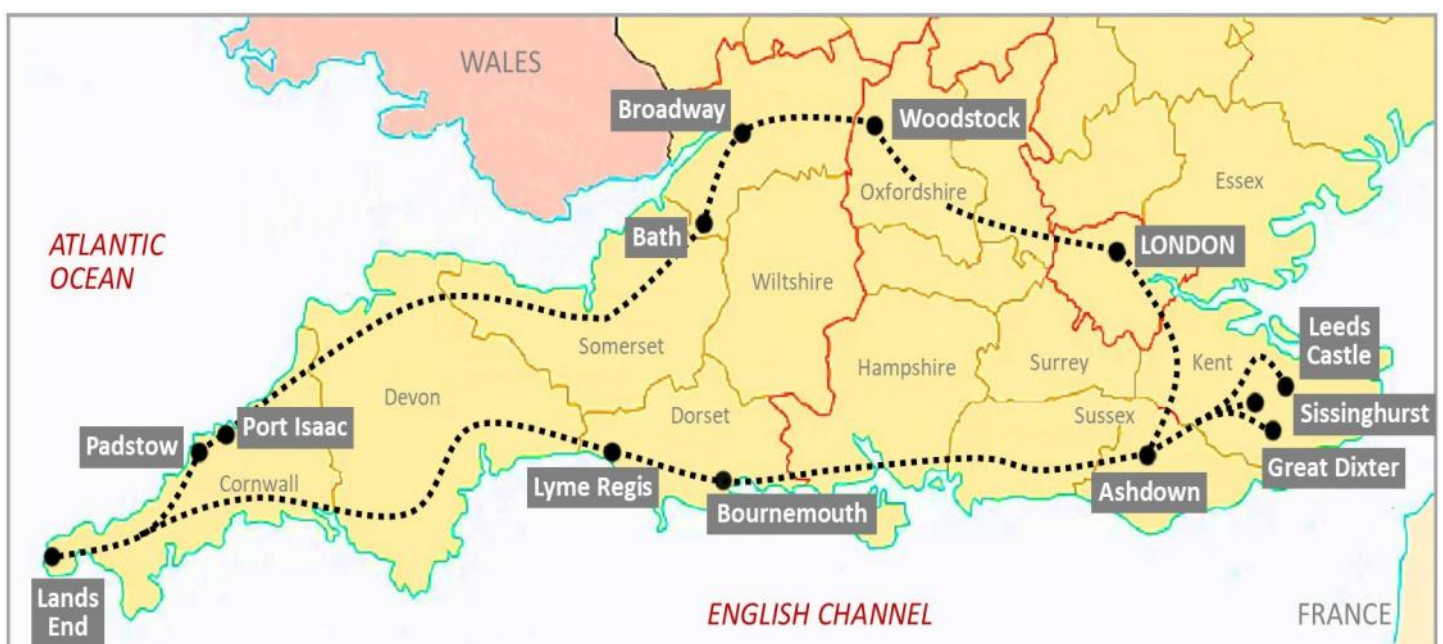 WALES
Broadway
Woodstock
Oxfordshire
Essex
ATLANTIC
OCEAN
Bath
LONDON
Wiltshire
Somerset
Hampshire
Surrey
Kent
Leeds
Castle
Devon
Dorset
Sussex
Sissinghurst
Port Isaac
Padstow
Great Dixter
Cornwall
Lyme Regis
Ashdown
Bournemouth
Lands
End
ENGLISH CHANNEL
FRANCE